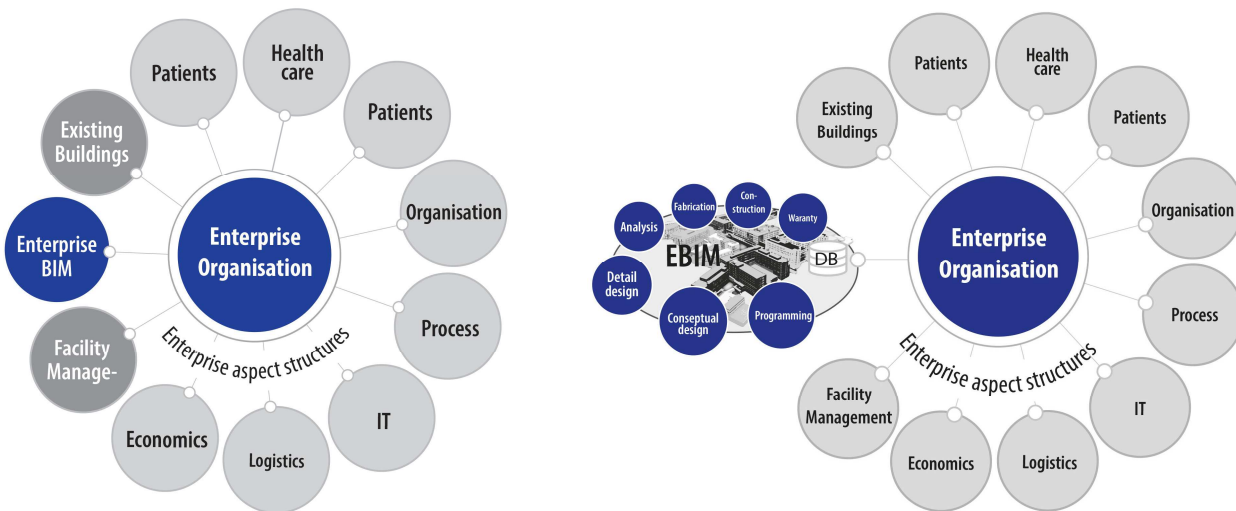 Patients
Health
care
Patients
Existing
Buildings
Organisation
Enterprise
BIM
Enterprise
Organisation
Process
Facility
Manage-
Enterprise aspect structures
IT
Economics
Logistics
Patients
Health
care
Existing
Buildings
Patients
Con-
struction
Fabrication
Waranty
Analysis
Organisation
EBIM
DB
Enterprise
Organisation
Detail
design
Conseptual
design
Programming
Process
Enterprise aspect structures
Facility
Management
IT
Economics
Logistics